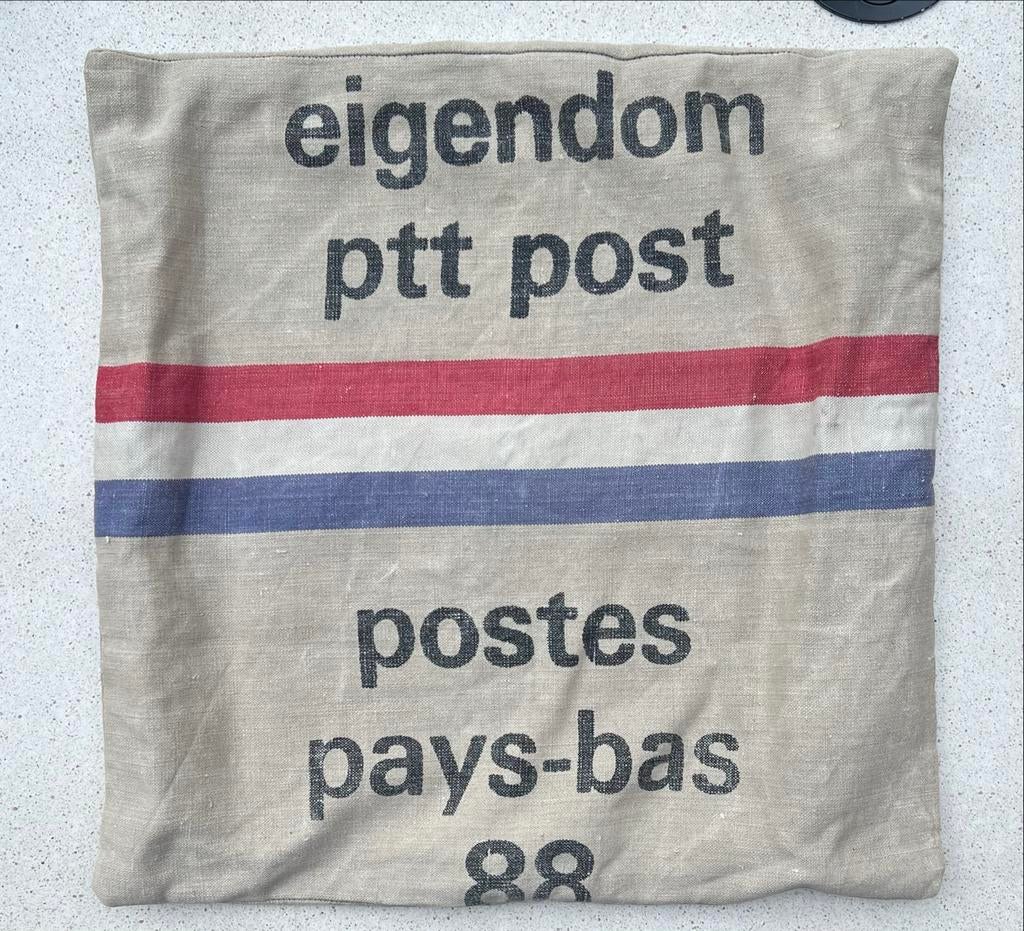 eigendom
ptt post
postes
pays-bas
88